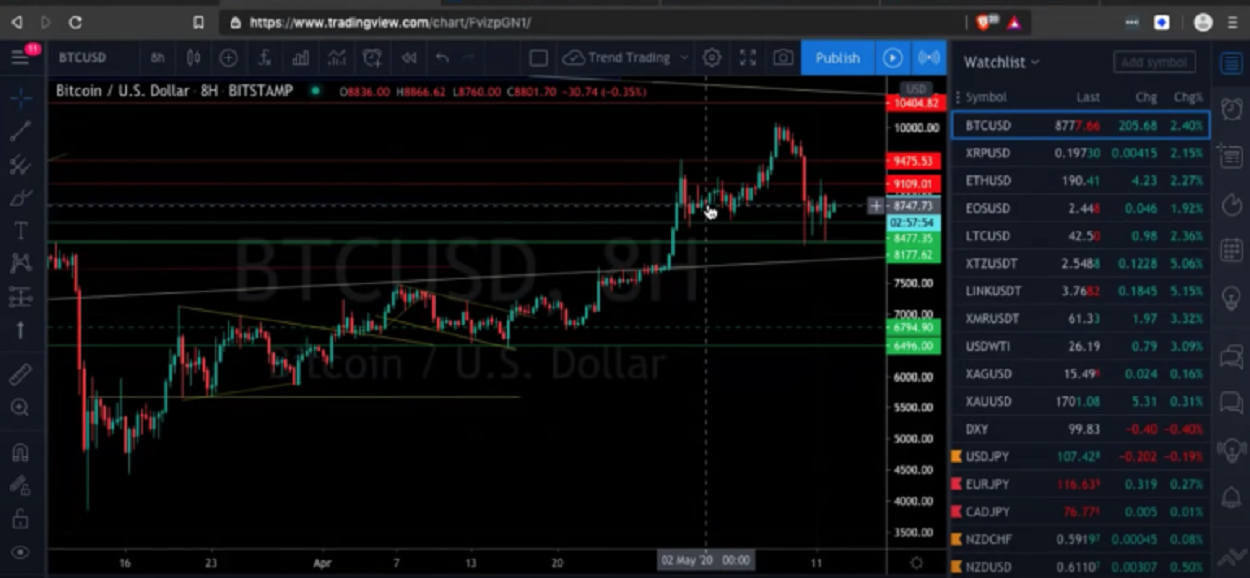 https://www.tradingview.com/chart/FvizpGN1/
11
BTCUSD 8h Trend Trading Publish
Bitcoin / U.S. Dollar · 8H · BITSTAMP O8836.00 H8866.62 L8760.00 C8801.70 -30.74 (-0.35%)
BTCUSD, 8H
Bitcoin / U.S. Dollar
USD
10404.82
10000.00
9475.53
9109.01
8747.73
02:57:54
8477.35
8177.62
7500.00
7000.00
6794.90
6496.00
6000.00
5500.00
5000.00
4500.00
4000.00
3500.00
16 23 Apr 7 13 20 02 May '20 00:00 11
Watchlist Add symbol
Symbol Last Chg Chg%
BTCUSD 8777.66 205.68 2.40%
XRPUSD 0.19730 0.00415 2.15%
ETHUSD 190.41 4.23 2.27%
EOSUSD 2.448 0.046 1.92%
LTCUSD 42.50 0.98 2.36%
XTZUSDT 2.5488 0.1228 5.06%
LINKUSDT 3.7682 0.1845 5.15%
XMRUSDT 61.33 1.97 3.32%
USDWTI 26.19 0.79 3.09%
XAGUSD 15.49 0.024 0.16%
XAUUSD 1701.08 5.31 0.31%
DXY 99.83 -0.40 -0.40%
USDJPY 107.42⁸ -0.202 -0.19%
EURJPY 116.63⁵ 0.319 0.27%
CADJPY 76.77 0.005 0.01%
NZDCHF 0.5919⁷ 0.00045 0.08%
NZDUSD 0.6110⁷ 0.00307 0.50%